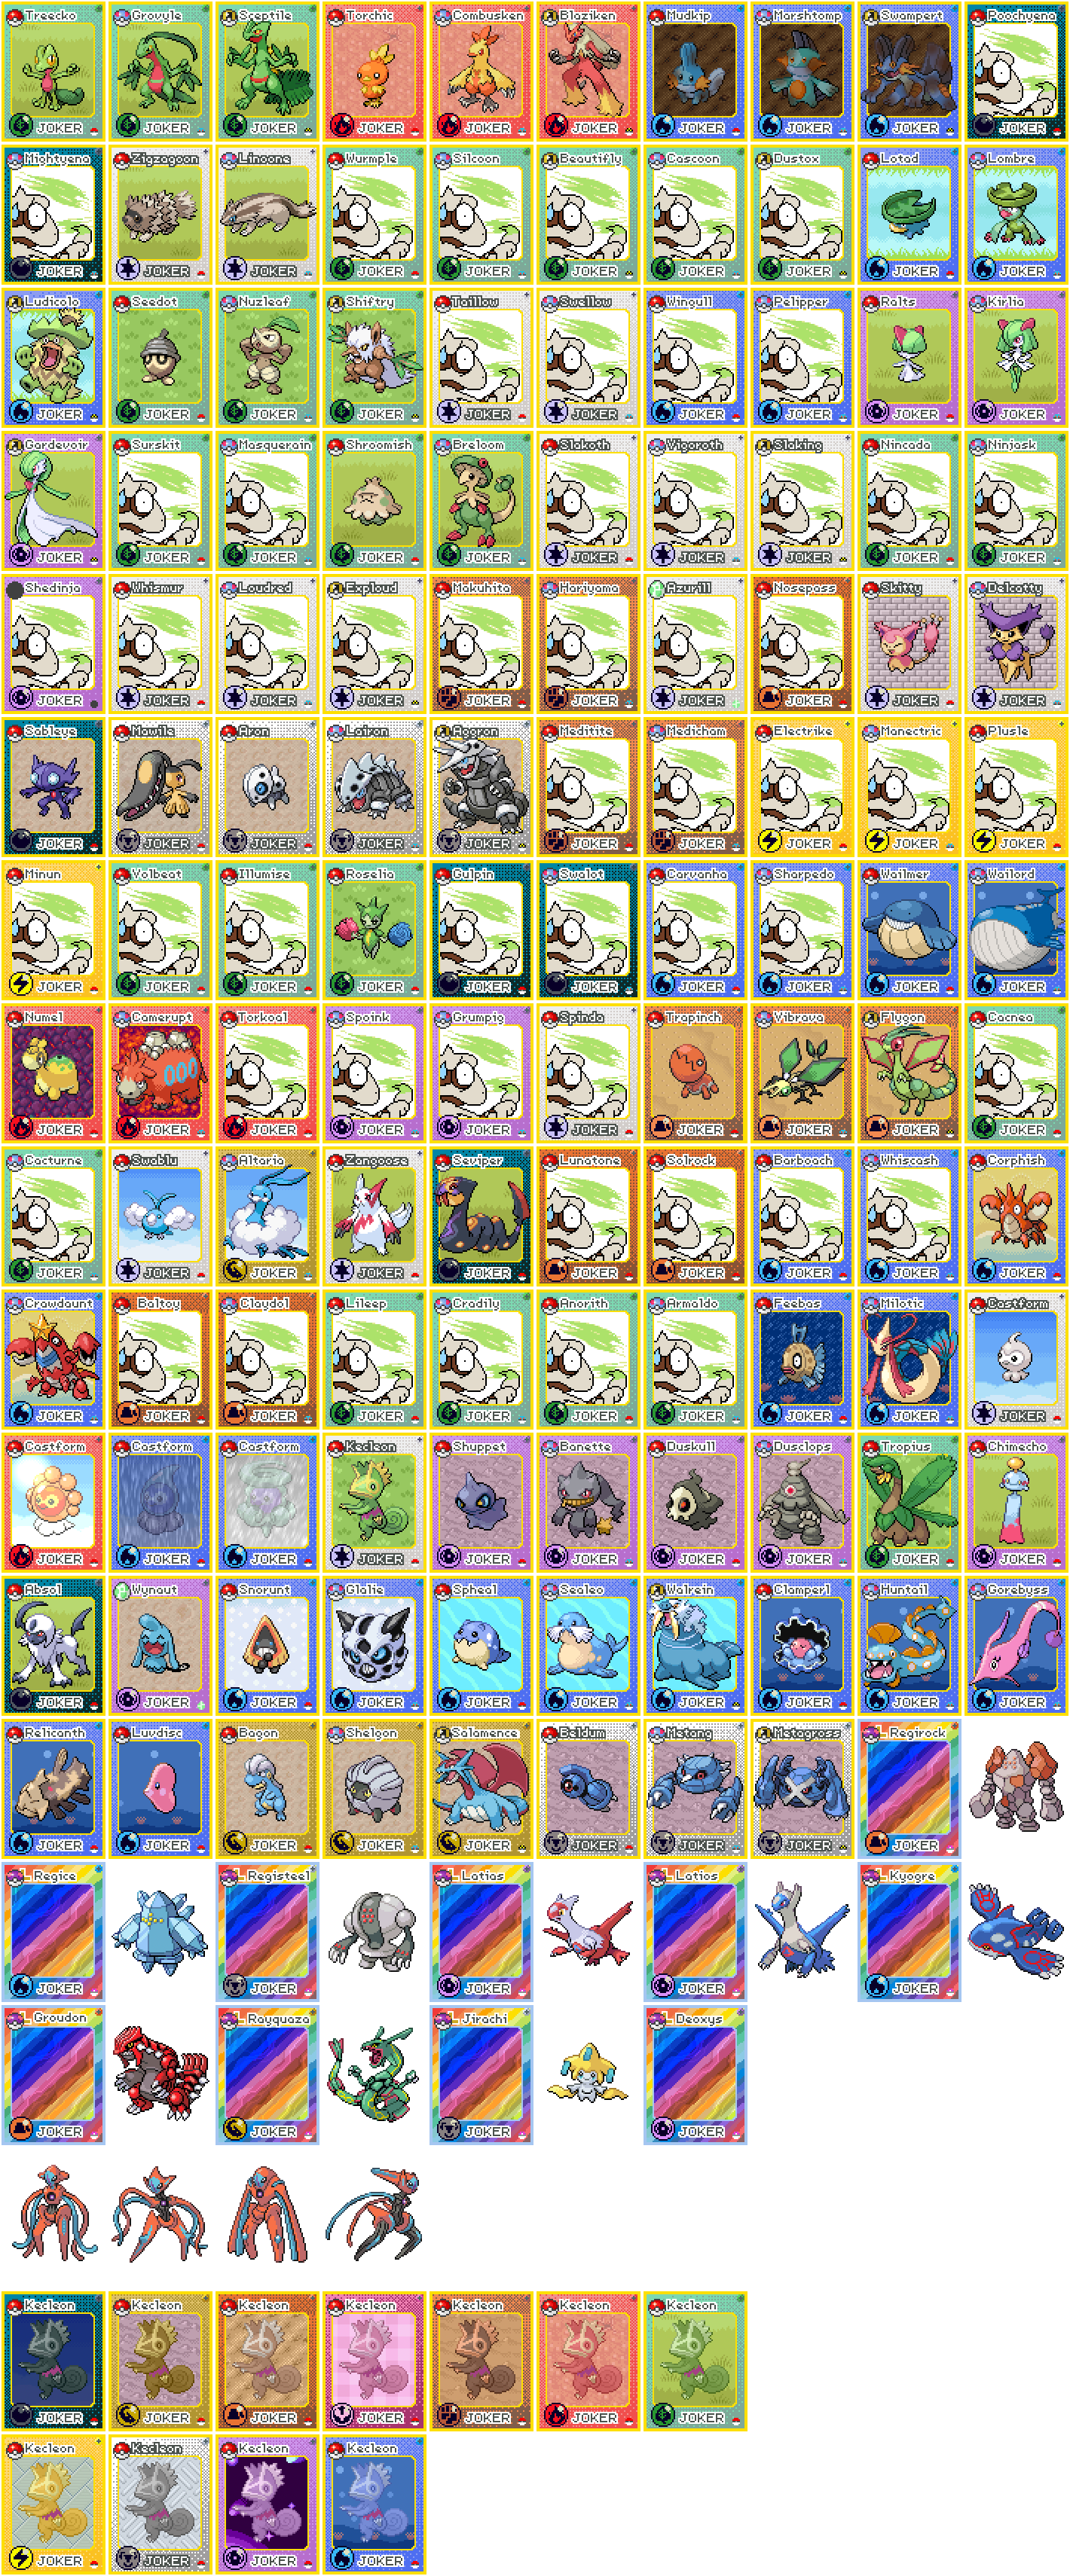 Treecko Grovyle Sceptile Torchic Combusken Blaziken Mudkip Marshtomp Swampert Poochyena
JOKER JOKER JOKER JOKER JOKER JOKER JOKER JOKER JOKER JOKER
Mightyena Zigzagoon Linoone Wurmple Silcoon Beautifly Cascoon Dustox Lotad Lombre
JOKER JOKER JOKER JOKER JOKER JOKER JOKER JOKER JOKER JOKER
Ludicolo Seedot Nuzleaf Shiftry Taillow Swellow Wingull Pelipper Ralts Kirlia
JOKER JOKER JOKER JOKER JOKER JOKER JOKER JOKER JOKER JOKER
Gardevoir Surskit Masquerain Shroomish Breloom Slakoth Vigoroth Slaking Nincada Ninjask
JOKER JOKER JOKER JOKER JOKER JOKER JOKER JOKER JOKER JOKER
Shedinja Whismur Loudred Exploud Makuhita Hariyama Azurill Nosepass Skitty Delcatty
JOKER JOKER JOKER JOKER JOKER JOKER JOKER JOKER JOKER JOKER
Sableye Mawile Aron Lairon Aggron Meditite Medicham Electrike Manectric Plusle
JOKER JOKER JOKER JOKER JOKER JOKER JOKER JOKER JOKER JOKER
Minun Volbeat Illumise Roselia Gulpin Swalot Carvanha Sharpedo Wailmer Wailord
JOKER JOKER JOKER JOKER JOKER JOKER JOKER JOKER JOKER JOKER
Numel Camerupt Torkoal Spoink Grumpig Spinda Trapinch Vibrava Flygon Cacnea
JOKER JOKER JOKER JOKER JOKER JOKER JOKER JOKER JOKER JOKER
Cacturne Swablu Altaria Zangoose Seviper Lunatone Solrock Barboach Whiscash Corphish
JOKER JOKER JOKER JOKER JOKER JOKER JOKER JOKER JOKER JOKER
Crawdaunt Baltoy Claydol Lileep Cradily Anorith Armaldo Feebas Milotic Castform
JOKER JOKER JOKER JOKER JOKER JOKER JOKER JOKER JOKER JOKER
Castform Castform Castform Kecleon Shuppet Banette Duskull Dusclops Tropius Chimecho
JOKER JOKER JOKER JOKER JOKER JOKER JOKER JOKER JOKER JOKER
Absol Wynaut Snorunt Glalie Spheal Sealeo Walrein Clamperl Huntail Gorebyss
JOKER JOKER JOKER JOKER JOKER JOKER JOKER JOKER JOKER JOKER
Relicanth Luvdisc Bagon Shelgon Salamence Beldum Metang Metagross Regirock
JOKER JOKER JOKER JOKER JOKER JOKER JOKER JOKER JOKER
Regice Registeel Latias Latios Kyogre
JOKER JOKER JOKER JOKER JOKER
Groudon Rayquaza Jirachi Deoxys
JOKER JOKER JOKER JOKER
Kecleon Kecleon Kecleon Kecleon Kecleon Kecleon Kecleon
JOKER JOKER JOKER JOKER JOKER JOKER JOKER
Kecleon Kecleon Kecleon Kecleon
JOKER JOKER JOKER JOKER